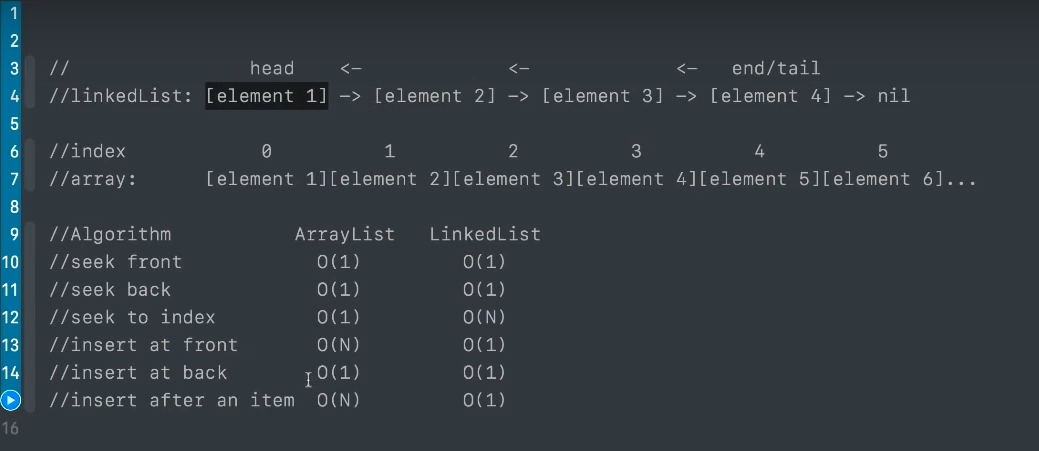 1
2
3 // head <- <- <- end/tail
4 //linkedList: [element 1] -> [element 2] -> [element 3] -> [element 4] -> nil
5
6 //index 0 1 2 3 4 5
7 //array: [element 1][element 2][element 3][element 4][element 5][element 6]...
8
9 //Algorithm ArrayList LinkedList
10 //seek front O(1) O(1)
11 //seek back O(1) O(1)
12 //seek to index O(1) O(N)
13 //insert at front O(N) O(1)
14 //insert at back O(1) O(1)
//insert after an item O(N) O(1)
16